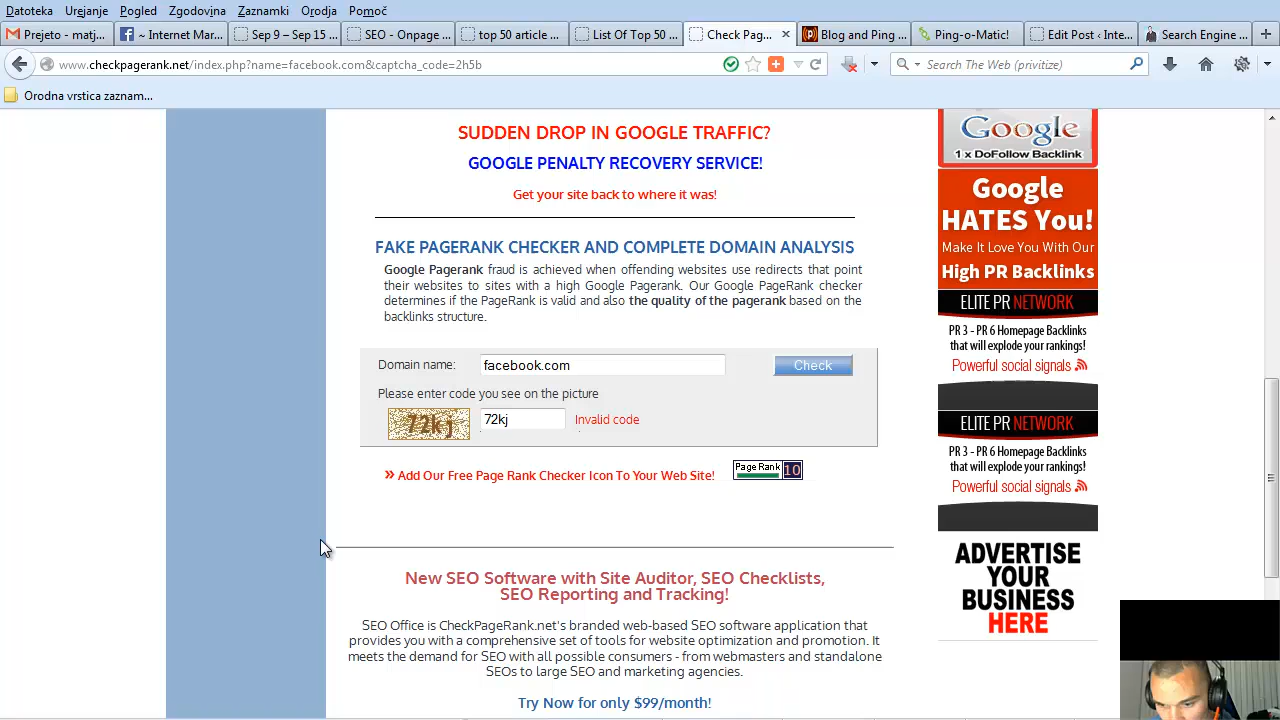 Datoteka Urejanje Pogled Zgodovina Zaznamki Orodja Pomoč
Prejeto - matj...
~ Internet Mar...
Sep 9 – Sep 15 ...
SEO - Onpage ...
top 50 article ...
List Of Top 50 ...
Check Pag...
Blog and Ping ...
Ping-o-Matic!
Edit Post ‹ Inte...
Search Engine ...
www.checkpagerank.net/index.php?name=facebook.com&captcha_code=2h5b
Search The Web (privitize)
Orodna vrstica zaznam...
SUDDEN DROP IN GOOGLE TRAFFIC?
GOOGLE PENALTY RECOVERY SERVICE!
Get your site back to where it was!
FAKE PAGERANK CHECKER AND COMPLETE DOMAIN ANALYSIS
Google Pagerank fraud is achieved when offending websites use redirects that point
their websites to sites with a high Google Pagerank. Our Google PageRank checker
determines if the PageRank is valid and also the quality of the pagerank based on the
backlinks structure.
Domain name: facebook.com Check
Please enter code you see on the picture
72kj 72kj Invalid code
» Add Our Free Page Rank Checker Icon To Your Web Site! Page Rank 10
New SEO Software with Site Auditor, SEO Checklists,
SEO Reporting and Tracking!
SEO Office is CheckPageRank.net's branded web-based SEO software application that
provides you with a comprehensive set of tools for website optimization and promotion. It
meets the demand for SEO with all possible consumers - from webmasters and standalone
SEOs to large SEO and marketing agencies.
Try Now for only $99/month!
Google
1 x DoFollow Backlink
Google
HATES You!
Make It Love You With Our
High PR Backlinks
ELITE PR NETWORK
PR 3 - PR 6 Homepage Backlinks
that will explode your rankings!
Powerful social signals
ELITE PR NETWORK
PR 3 - PR 6 Homepage Backlinks
that will explode your rankings!
Powerful social signals
ADVERTISE
YOUR
BUSINESS
HERE